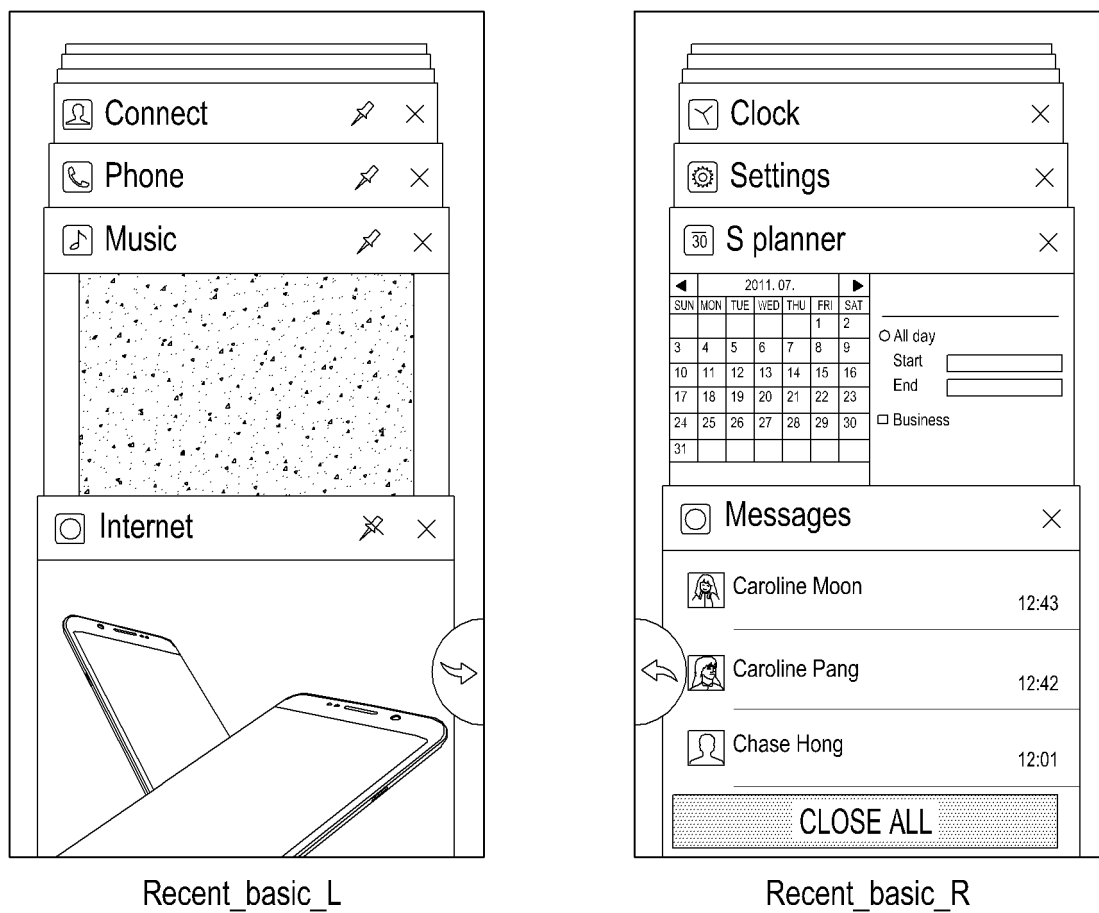 Connect
Phone
Music
Internet
Recent_basic_L
Clock
Settings
30 S planner
2011. 07.
SUN MON TUE WED THU FRI SAT
1 2
3 4 5 6 7 8 9
10 11 12 13 14 15 16
17 18 19 20 21 22 23
24 25 26 27 28 29 30
31
All day
Start
End
Business
Messages
Caroline Moon
12:43
Caroline Pang
12:42
Chase Hong
12:01
CLOSE ALL
Recent_basic_R